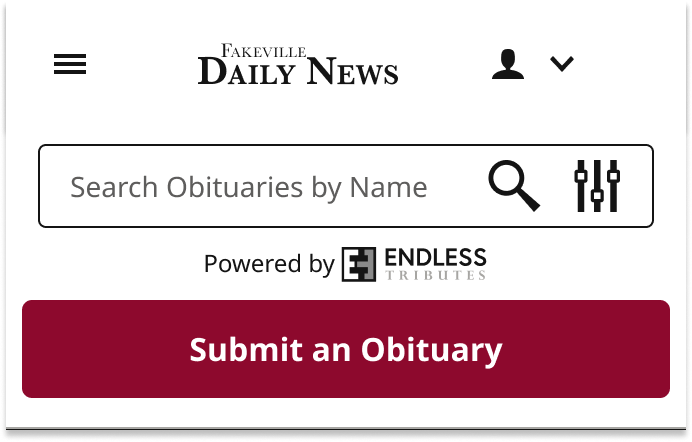 Fakeville
Daily News
Search Obituaries by Name
Powered by ENDLESS
TRIBUTES
Submit an Obituary